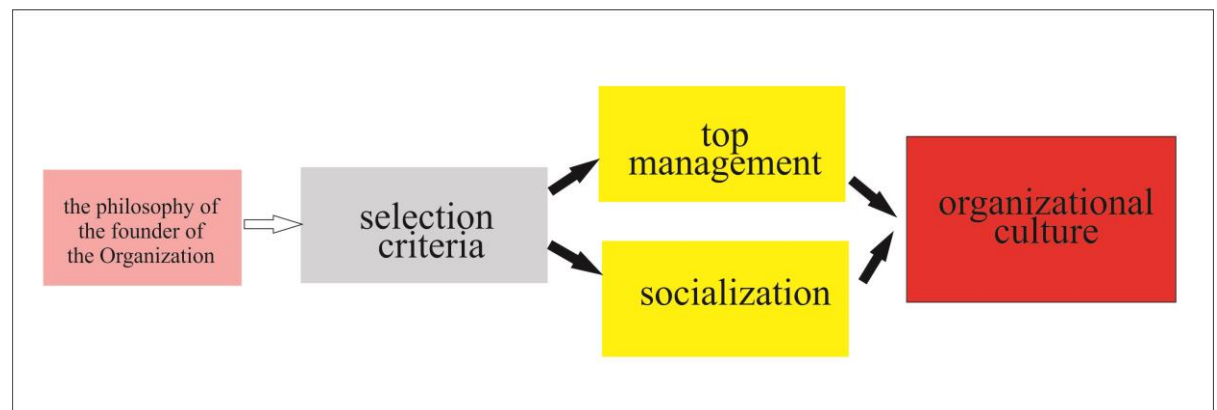 the philosophy of
the founder of
the Organization
selection
criteria
top
management
socialization
organizational
culture